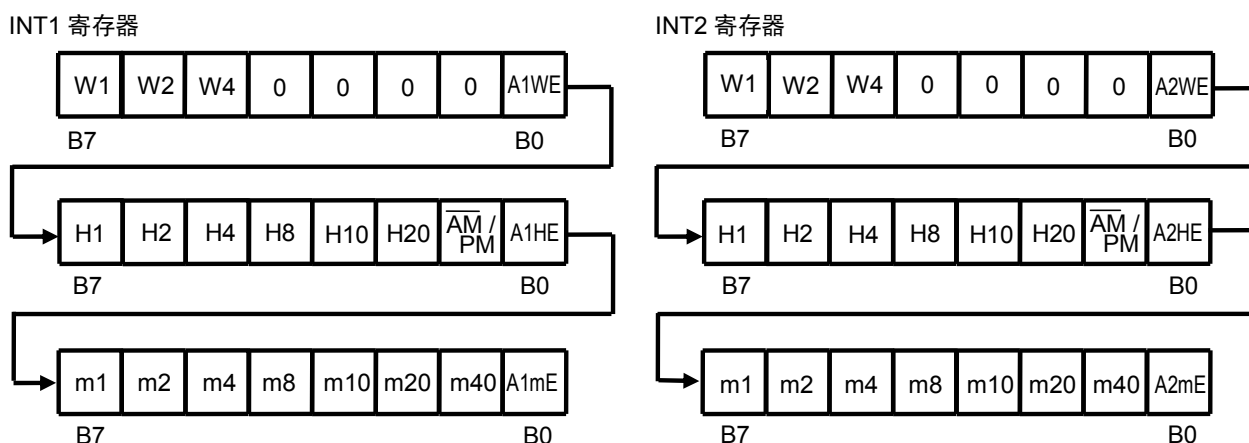 INT1 寄存器
W1 W2 W4 0 0 0 0 A1WE
B7 B0
H1 H2 H4 H8 H10 H20 AM / PM A1HE
B7 B0
m1 m2 m4 m8 m10 m20 m40 A1mE
B7 B0
INT2 寄存器
W1 W2 W4 0 0 0 0 A2WE
B7 B0
H1 H2 H4 H8 H10 H20 AM / PM A2HE
B7 B0
m1 m2 m4 m8 m10 m20 m40 A2mE
B7 B0